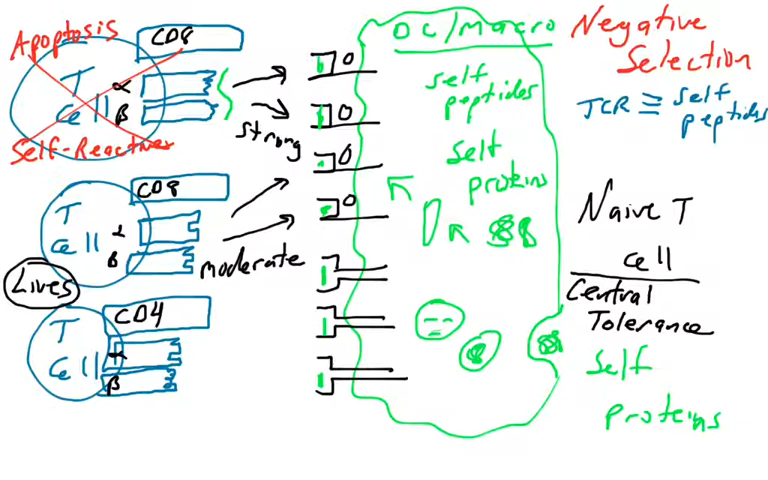 Apoptosis
CD8
T
Cell
α
β
Self-Reactive
strong
CD8
T
Cell
α
β
moderate
Lives
CD4
T
Cell
α
β
DC/Macro
self
peptides
self
proteins
Negative
Selection
TCR ≡ self
peptides
Naive T
cell
Central
Tolerance
Self
proteins